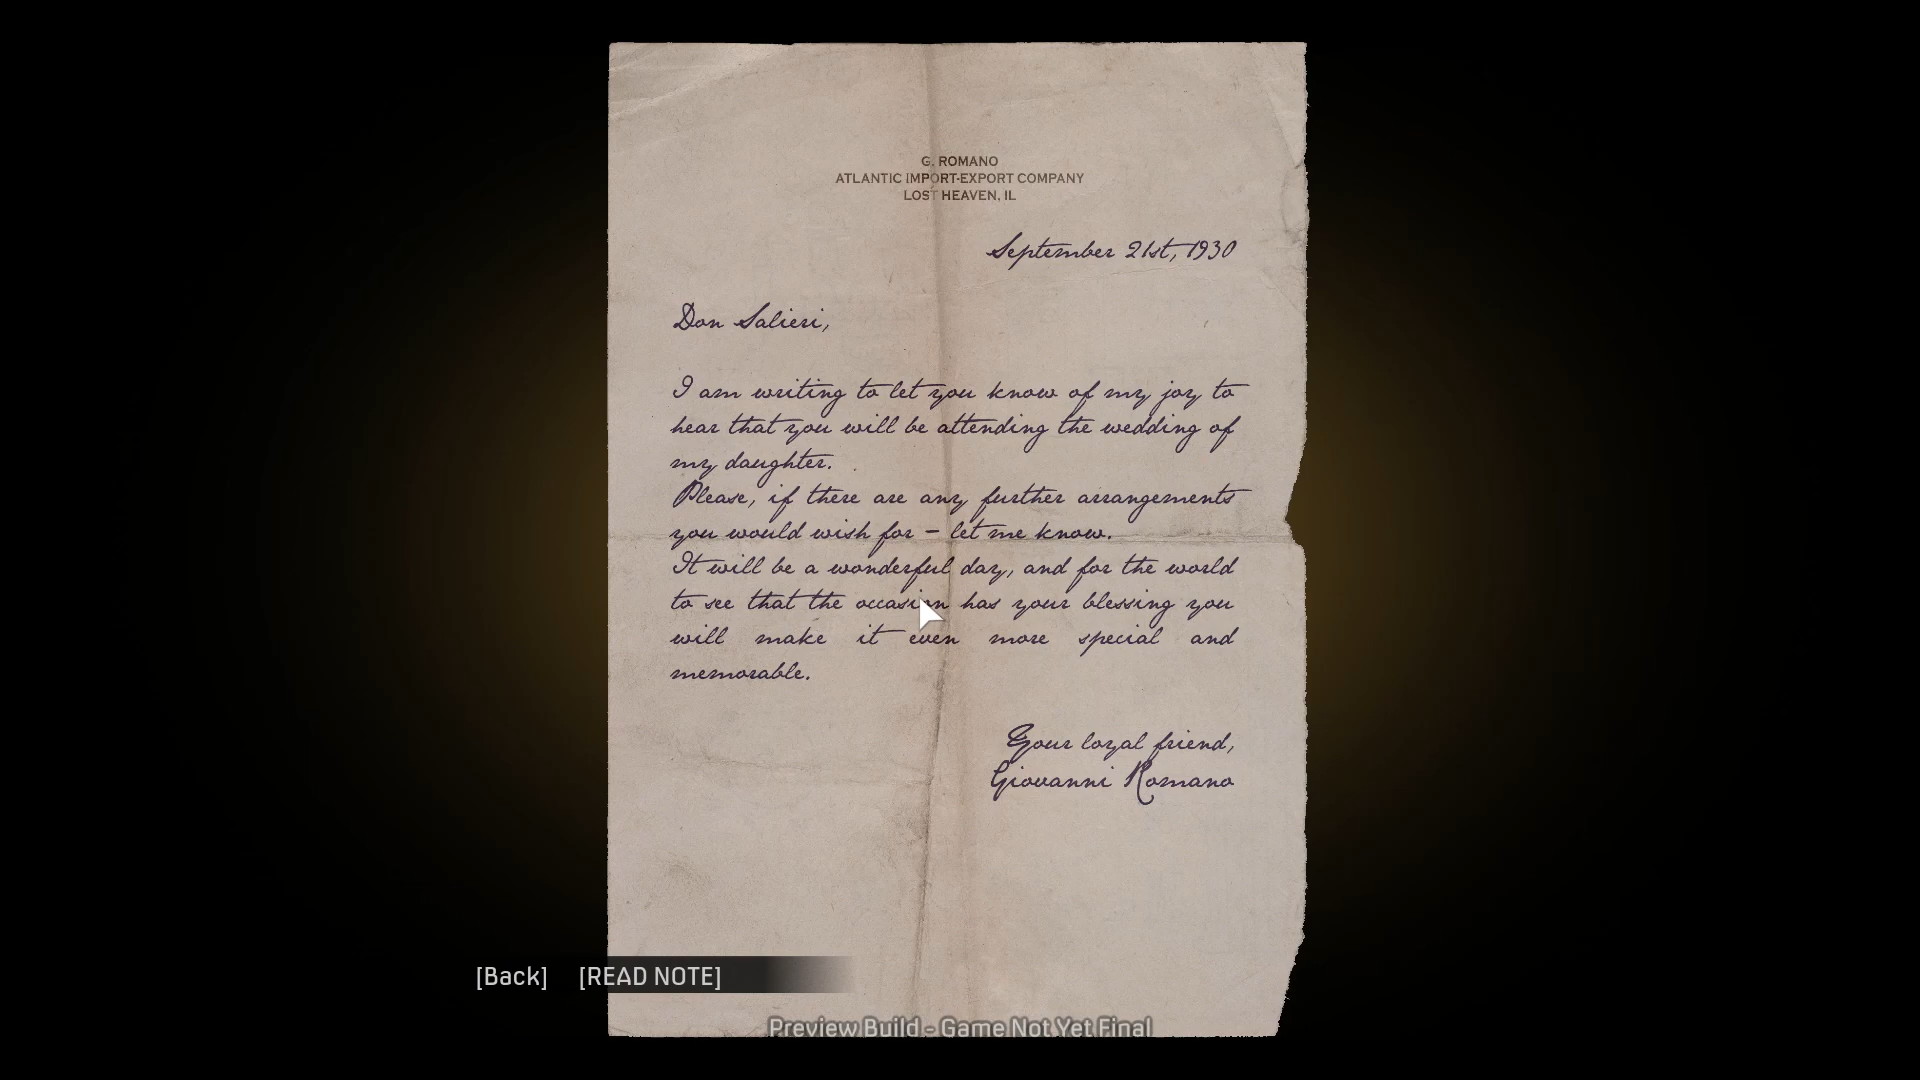 G. ROMANO
ATLANTIC IMPORT-EXPORT COMPANY
LOST HEAVEN, IL
September 21st, 1930
Don Salieri,
I am writing to let you know of my joy to
hear that you will be attending the wedding of
my daughter.
Please, if there are any further arrangements
you would wish for – let me know.
It will be a wonderful day, and for the world
to see that the occasion has your blessing you
will make it even more special and
memorable.
Your loyal friend,
Giovanni Romano
[Back] [READ NOTE]
Preview Build - Game Not Yet Final